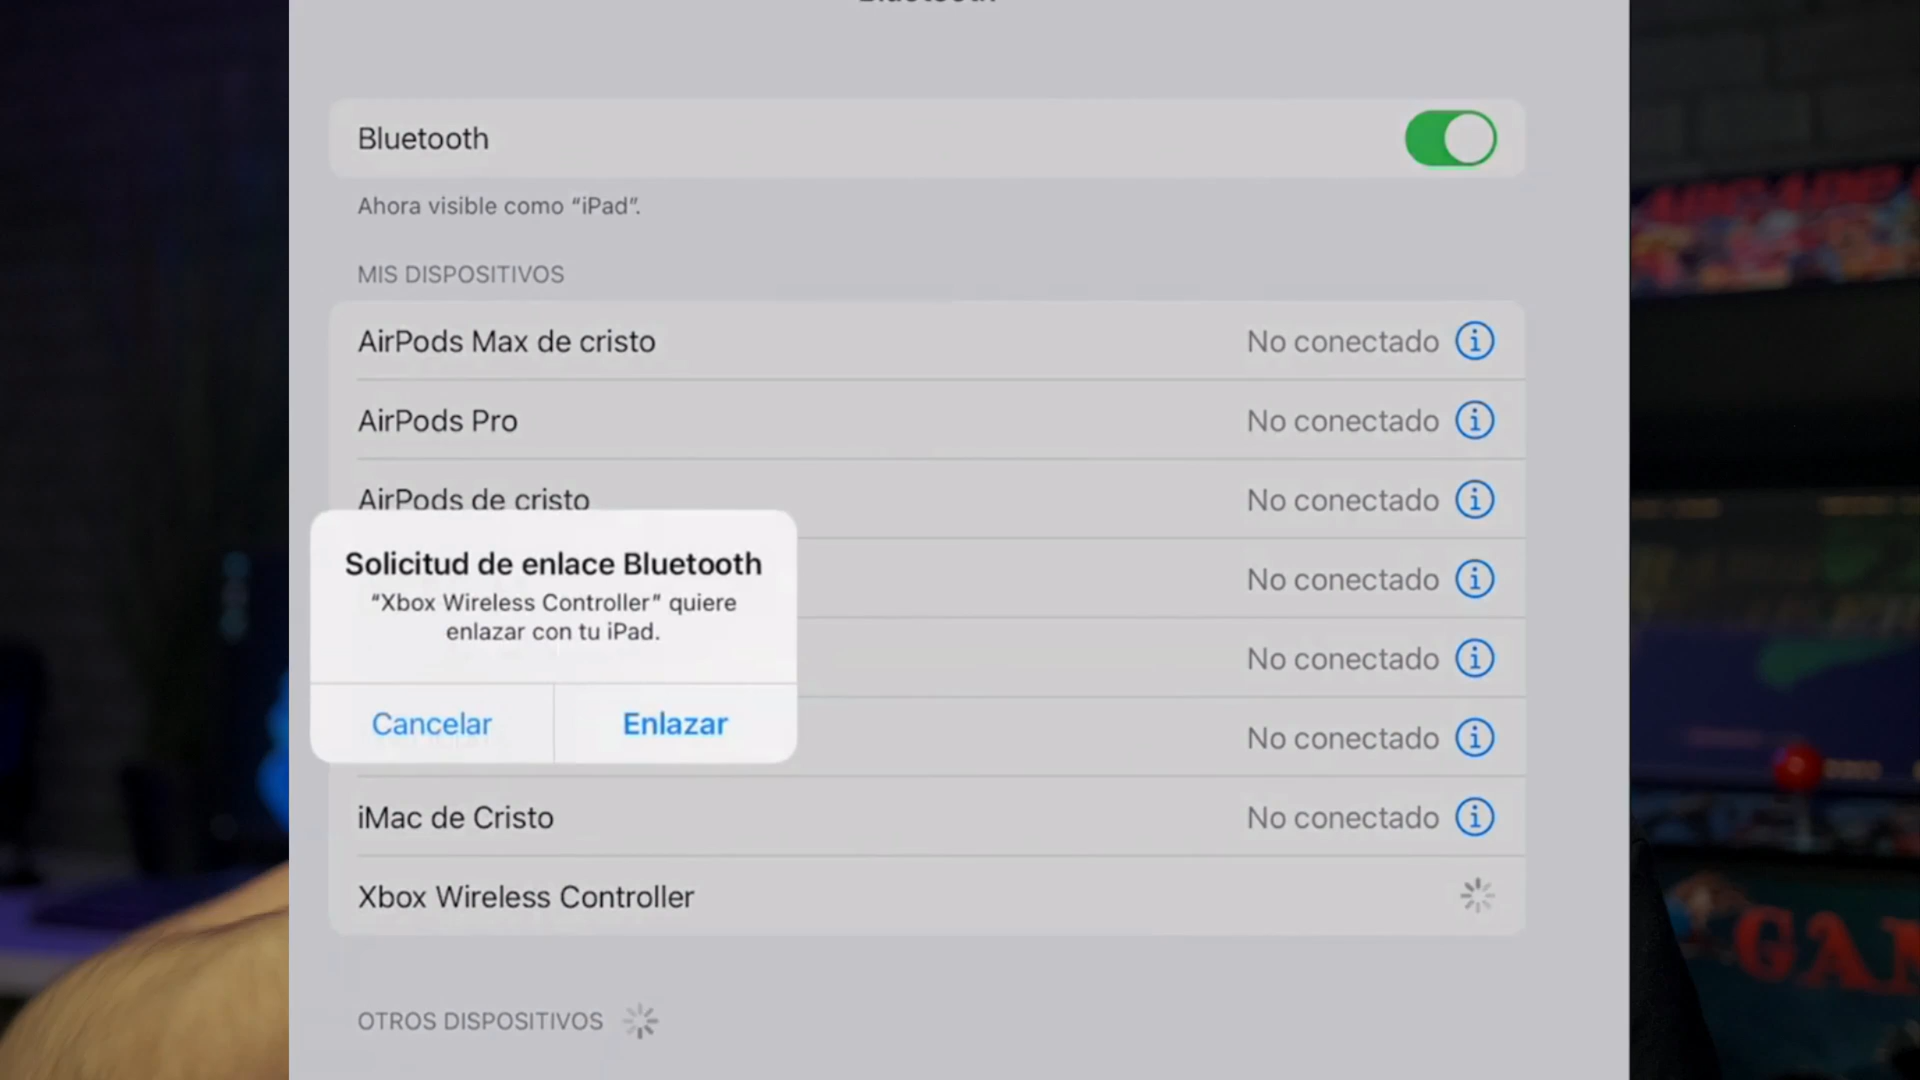 Bluetooth
Bluetooth
Ahora visible como “iPad”.
MIS DISPOSITIVOS
AirPods Max de cristo No conectado
AirPods Pro No conectado
AirPods de cristo No conectado
No conectado
No conectado
No conectado
Solicitud de enlace Bluetooth
“Xbox Wireless Controller” quiere
enlazar con tu iPad.
Cancelar Enlazar
iMac de Cristo No conectado
Xbox Wireless Controller
OTROS DISPOSITIVOS